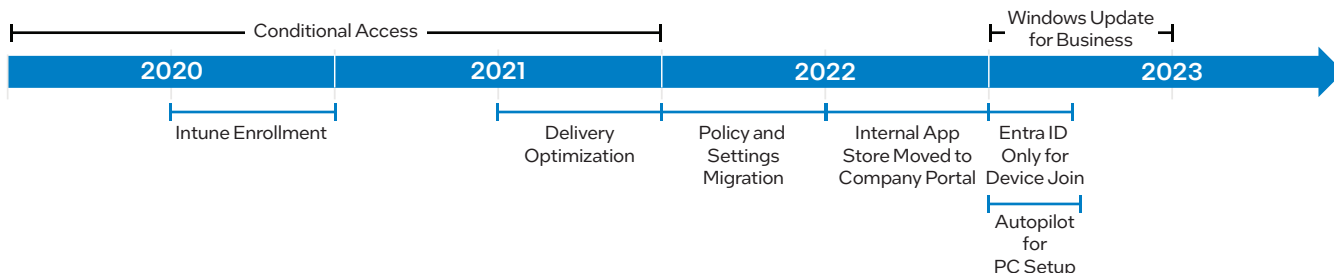 Conditional Access
Windows Update
for Business
2020
2021
2022
2023
Intune Enrollment
Delivery
Optimization
Policy and
Settings
Migration
Internal App
Store Moved to
Company Portal
Entra ID
Only for
Device Join
Autopilot
for
PC Setup